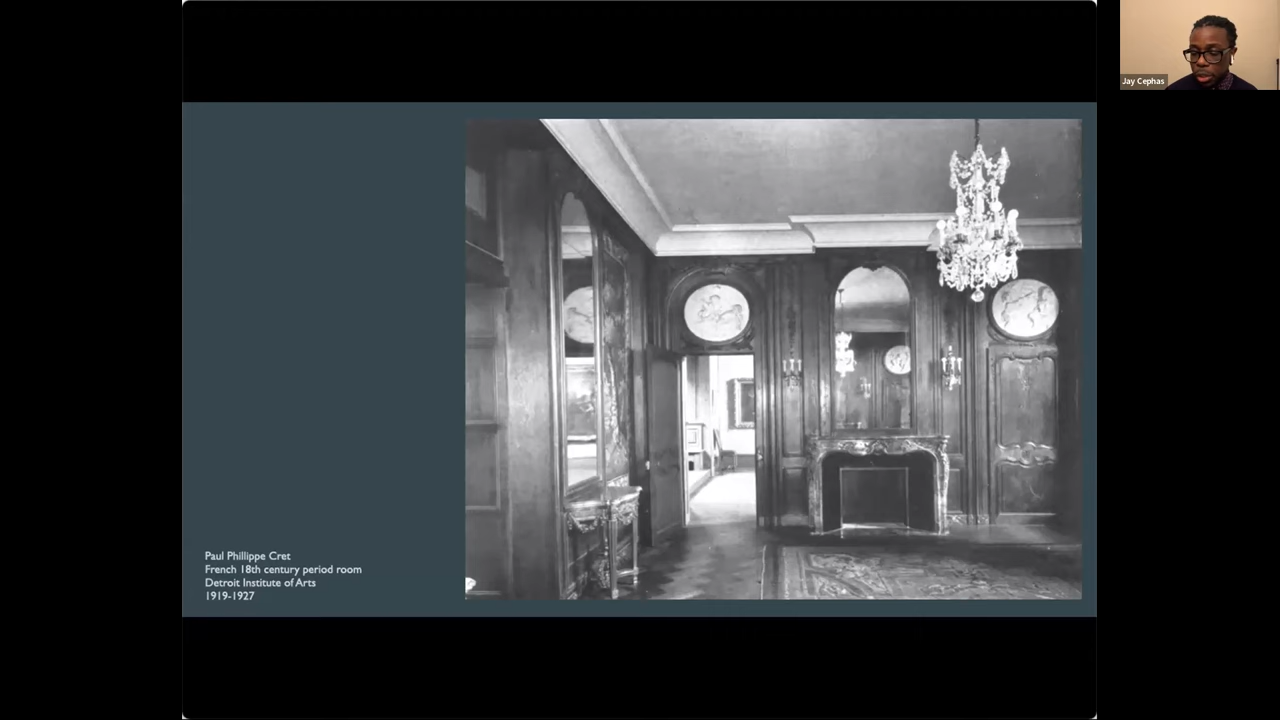 Jay Cephas
Paul Phillippe Cret
French 18th century period room
Detroit Institute of Arts
1919-1927